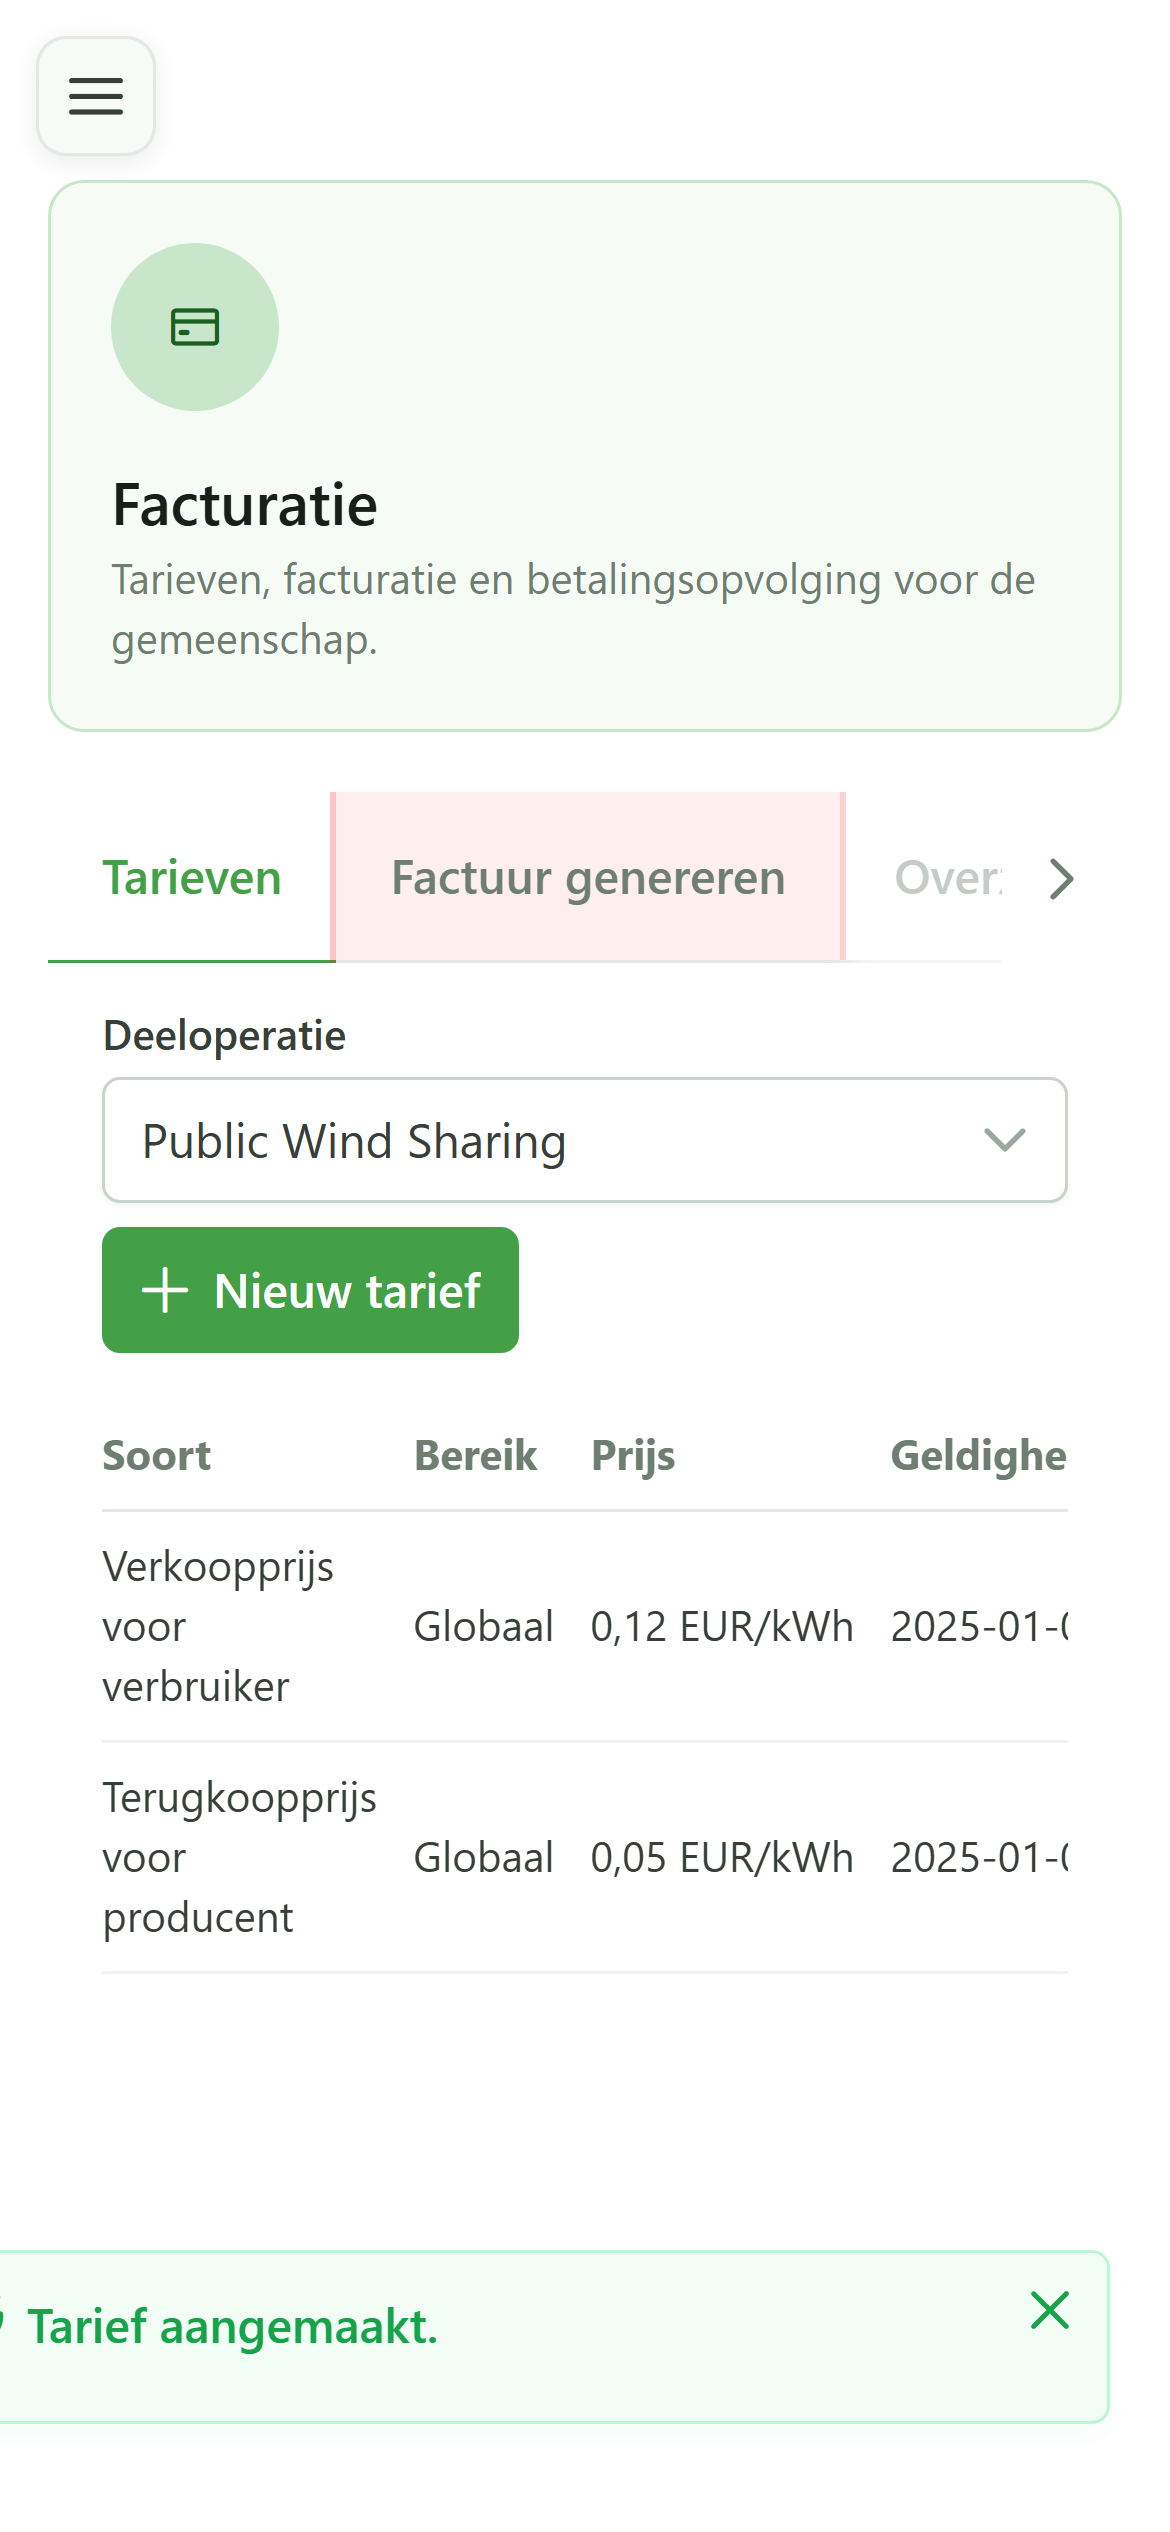 Facturatie
Tarieven, facturatie en betalingsopvolging voor de
gemeenschap.
Tarieven Factuur genereren
Deeloperatie
Public Wind Sharing
Nieuw tarief
Soort Bereik Prijs
Verkoopprijs
voor
verbruiker
Globaal 0,12 EUR/kWh
Terugkoopprijs
voor
producent
Globaal 0,05 EUR/kWh
Tarief aangemaakt.